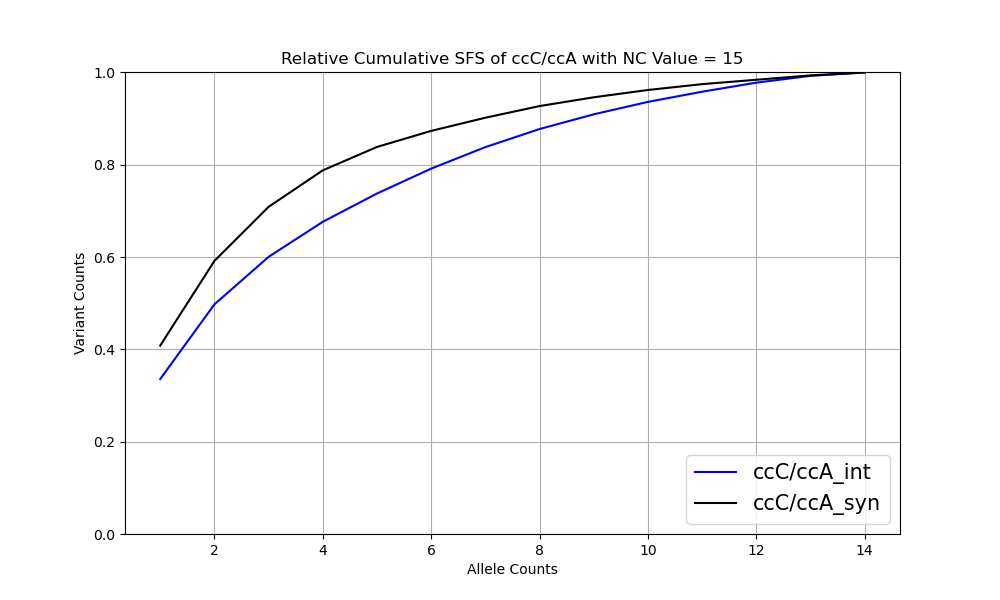 Relative Cumulative SFS of ccC/ccA with NC Value = 15
Variant Counts
1.0
0.8
0.6
0.4
0.2
0.0
2 4 6 8 10 12 14
Allele Counts
ccC/ccA_int
ccC/ccA_syn